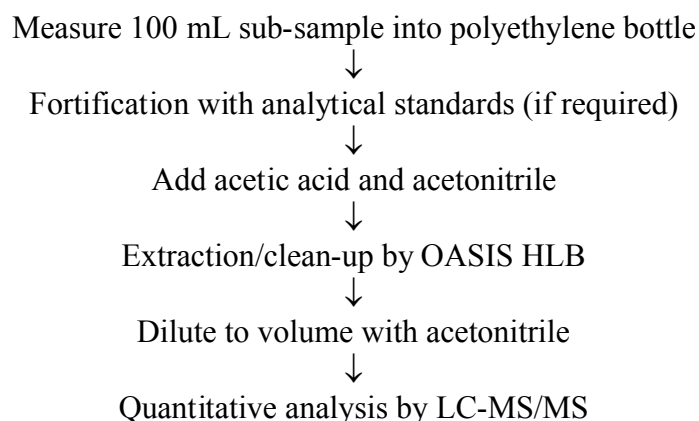 Measure 100 mL sub-sample into polyethylene bottle
↓
Fortification with analytical standards (if required)
↓
Add acetic acid and acetonitrile
↓
Extraction/clean-up by OASIS HLB
↓
Dilute to volume with acetonitrile
↓
Quantitative analysis by LC-MS/MS